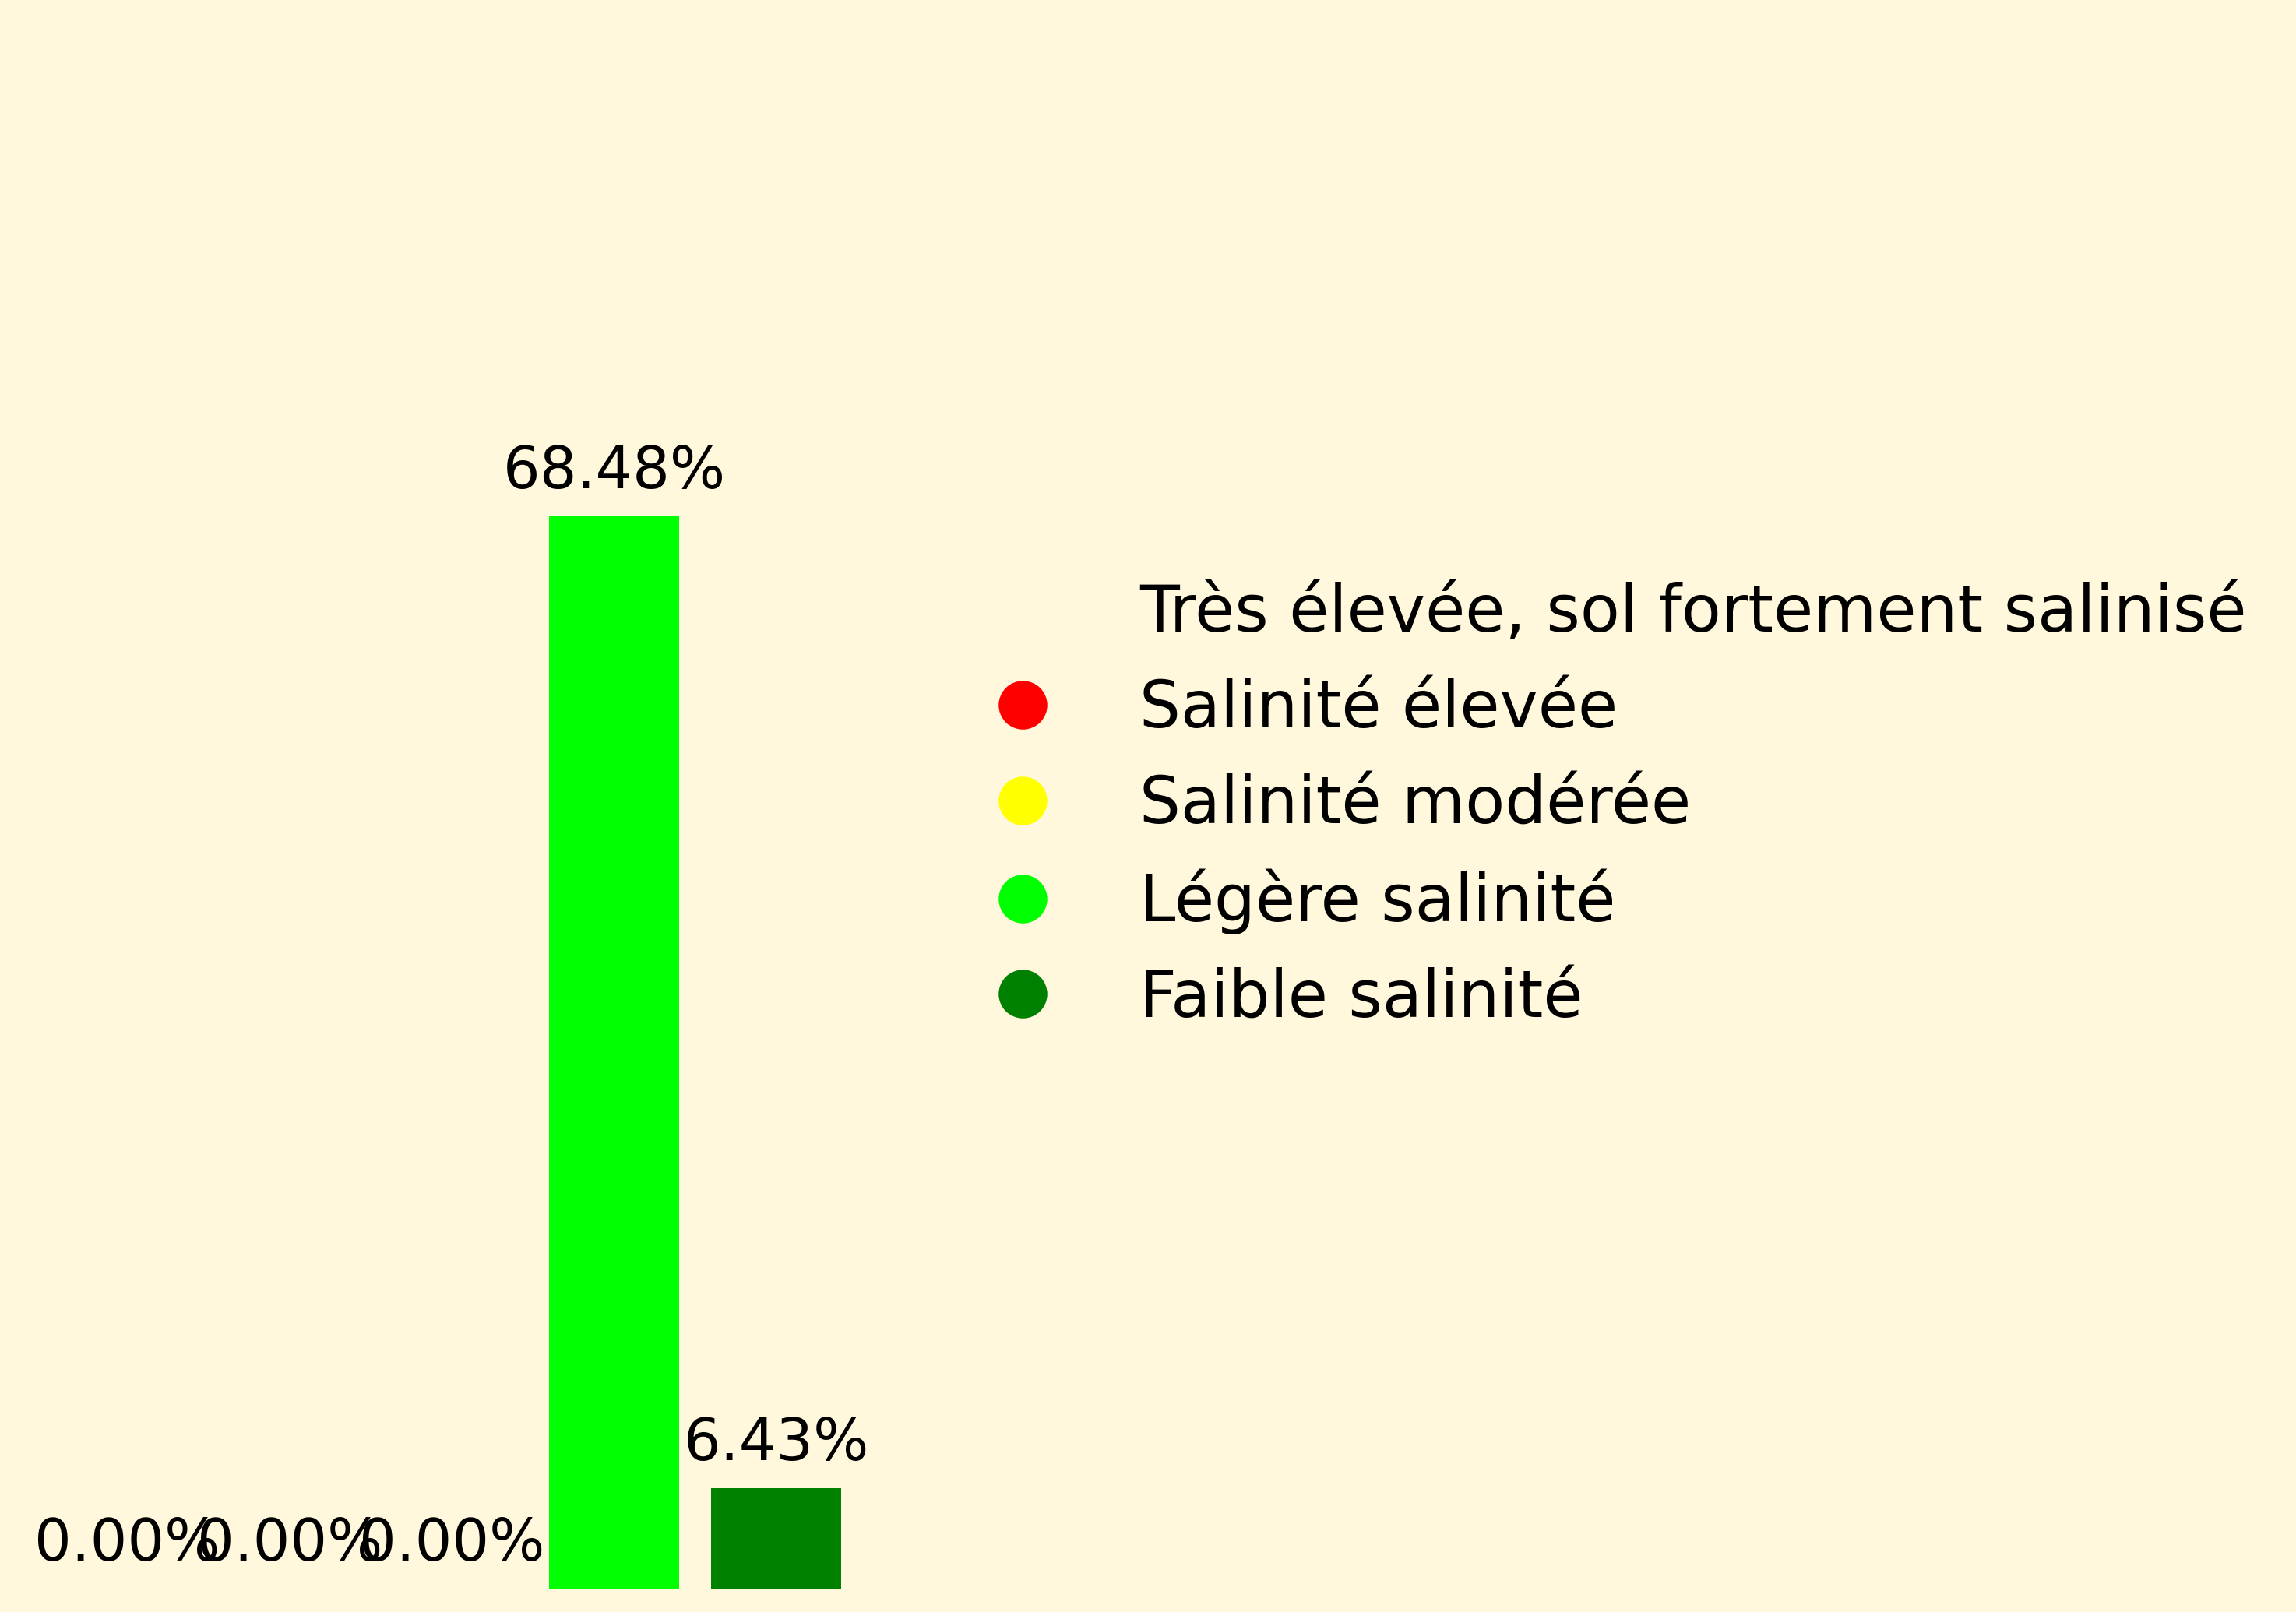 68.48%
Très élevée, sol fortement salinisé
Salinité élevée
Salinité modérée
Légère salinité
Faible salinité
6.43%
0.00% 0.00% 0.00%